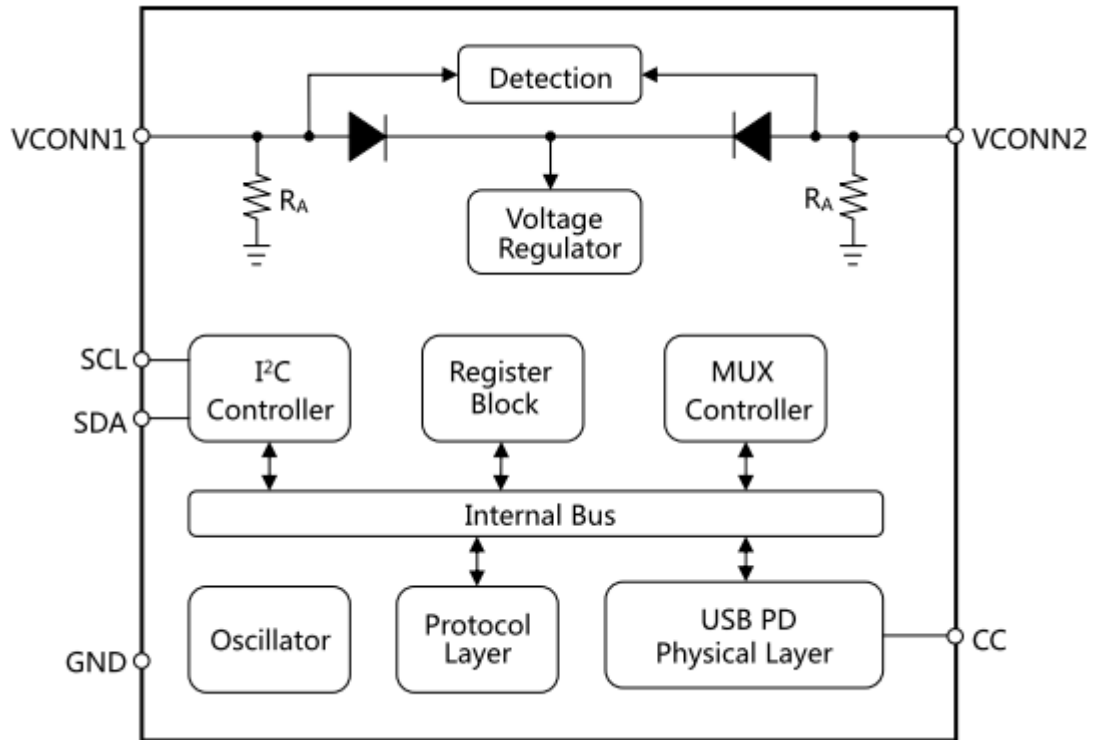 Detection
VCONN1
VCONN2
RA
RA
Voltage
Regulator
SCL
SDA
I²C
Controller
Register
Block
MUX
Controller
Internal Bus
Oscillator
Protocol
Layer
USB PD
Physical Layer
GND
CC